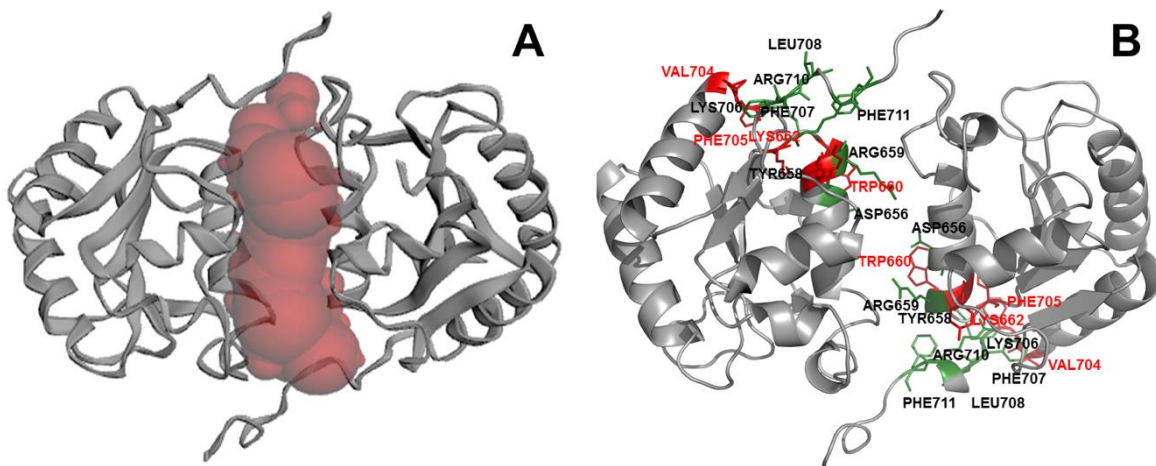 A
B
LEU708
VAL704
ARG710
LYS706
PHE707
PHE711
PHE705
LYS662
ARG659
TYR658
TRP660
ASP656
ASP656
TRP660
ARG659
PHE705
TYR658
LYS662
LYS706
ARG710
VAL704
PHE707
PHE711
LEU708